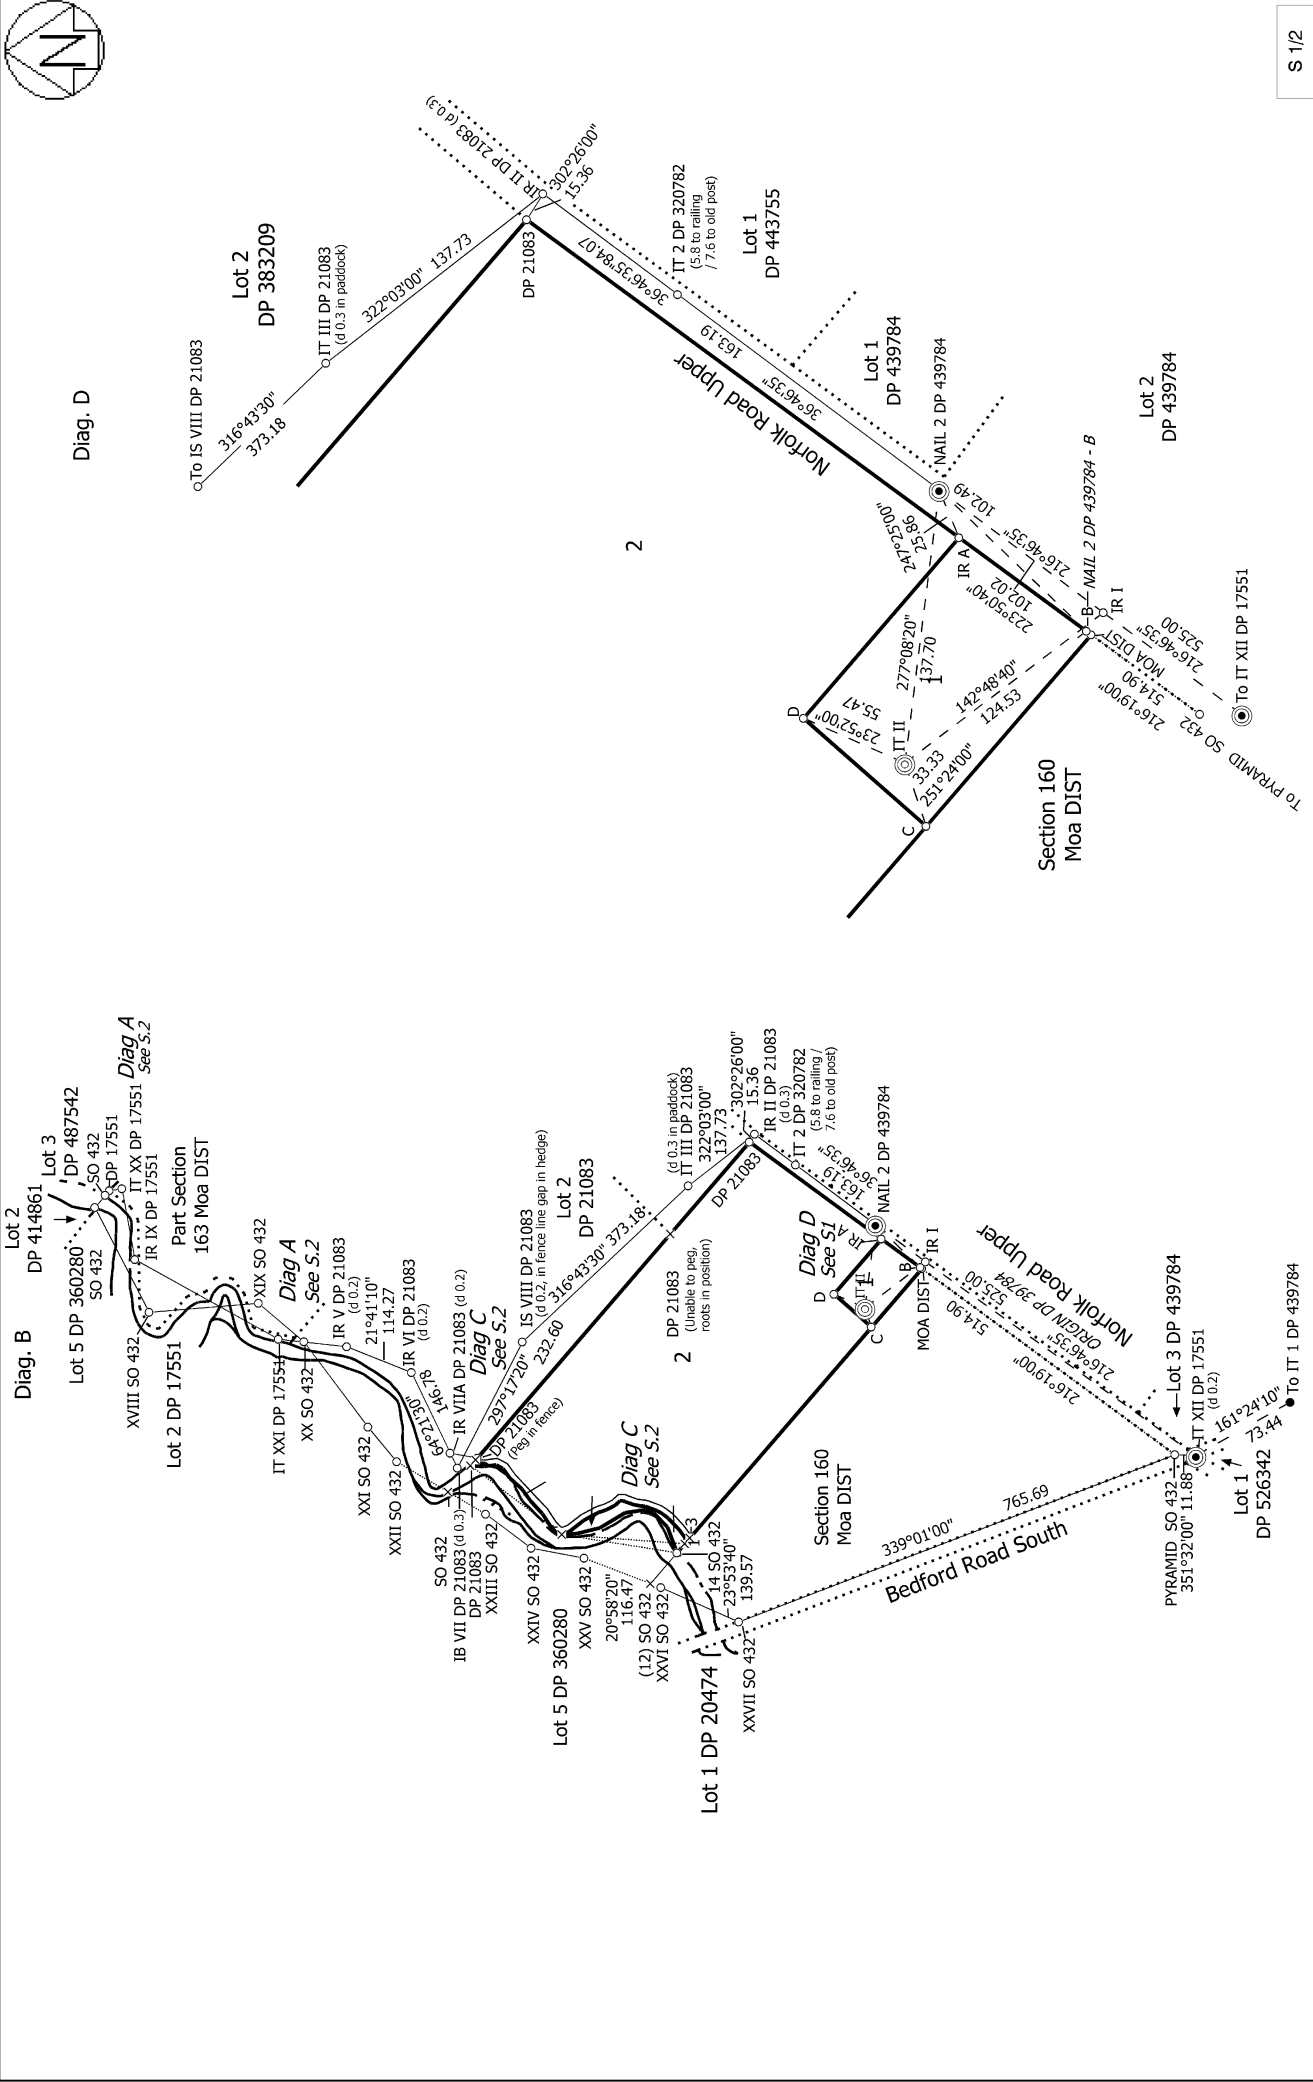 N
S 1/2
Diag. D
Lot 2
DP 383209
To IS VIII DP 21083
316°43'30"
373.18
IT III DP 21083
(d 0.3 in paddock)
322°03'00" 137.73
IR II DP 21083 (d 0.3)
302°26'00"
15.36
DP 21083
36°46'35" 84.07
IT 2 DP 320782
(5.8 to railing
/ 7.6 to old post)
Lot 1
DP 443755
163.19
36°46'35"
Norfolk Road Upper
Lot 1
DP 439784
NAIL 2 DP 439784
Lot 2
DP 439784
2
247°25'00"
25.86
IR A
102.49
216°46'35"
102.02
223°50'40"
NAIL 2 DP 439784 - B
B
IR I
MOA DIST
277°08'20"
137.70
1
142°48'40"
124.53
D
23°52'00"
55.47
IT II
33.33
251°24'00"
C
216°46'35"
525.00
514.90
216°19'00"
To IT XII DP 17551
To PYRAMID SO 432
Section 160
Moa DIST
Diag. B
Lot 2
DP 414861
Lot 3
DP 487542
SO 432
DP 17551
Diag A
See S.2
IT XX DP 17551
IR IX DP 17551
Lot 5 DP 360280
SO 432
Part Section
163 Moa DIST
XVIII SO 432
Lot 2 DP 17551
XIX SO 432
Diag A
See S.2
IT XXI DP 17551
XX SO 432
IR V DP 21083
(d 0.2)
21°41'10"
114.27
IR VI DP 21083
(d 0.2)
XXI SO 432
XXII SO 432
64°21'30"
146.78
IR VIIA DP 21083 (d 0.2)
Diag C
See S.2
SO 432
IB VII DP 21083 (d 0.3)
DP 21083
XXIII SO 432
297°17'20"
232.60
DP 21083
(Peg in fence)
IS VIII DP 21083
(d 0.2, in fence line gap in hedge)
316°43'30" 373.18
Lot 2
DP 21083
XXIV SO 432
XXV SO 432
Lot 5 DP 360280
20°58'20"
116.47
(12) SO 432
XXVI SO 432
Diag C
See S.2
14 SO 432
23°53'40"
139.57
Lot 1 DP 20474
XXVII SO 432
DP 21083
(Unable to peg,
roots in position)
2
(d 0.3 in paddock)
IT III DP 21083
322°03'00"
137.73
302°26'00"
15.36
IR II DP 21083
(d 0.3)
DP 21083
IT 2 DP 320782
(5.8 to railing /
7.6 to old post)
163.19
36°46'35"
NAIL 2 DP 439784
Diag D
See S1
IR A
D
1
IT II
C
B
IR I
MOA DIST
Norfolk Road Upper
216°46'35"
525.00
ORIGIN DP 39784
514.90
216°19'00"
Section 160
Moa DIST
339°01'00"
765.69
Bedford Road South
PYRAMID SO 432
351°32'00" 11.88
Lot 3 DP 439784
IT XII DP 17551
(d 0.2)
161°24'10"
73.44
To IT 1 DP 439784
Lot 1
DP 526342